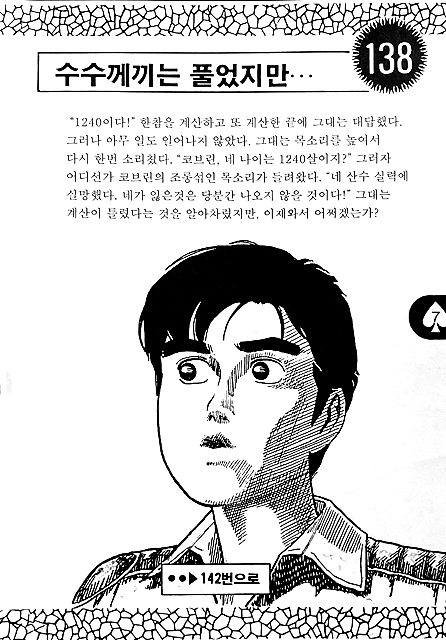 138
수수께끼는 풀었지만…
"1240이다!" 한참을 계산하고 또 계산한 끝에 그대는 대답했다.
그러나 아무 일도 일어나지 않았다. 그대는 목소리를 높여서
다시 한번 소리쳤다. "코브린, 네 나이는 1240살이지?" 그러자
어디선가 코브린의 조롱섞인 목소리가 들려왔다. "네 산수 실력에
실망했다. 네가 잃은것은 당분간 나오지 않을 것이다!" 그대는
계산이 틀렸다는 것을 알아차렸지만, 이제와서 어쩌겠는가?
7
●●▶142번으로